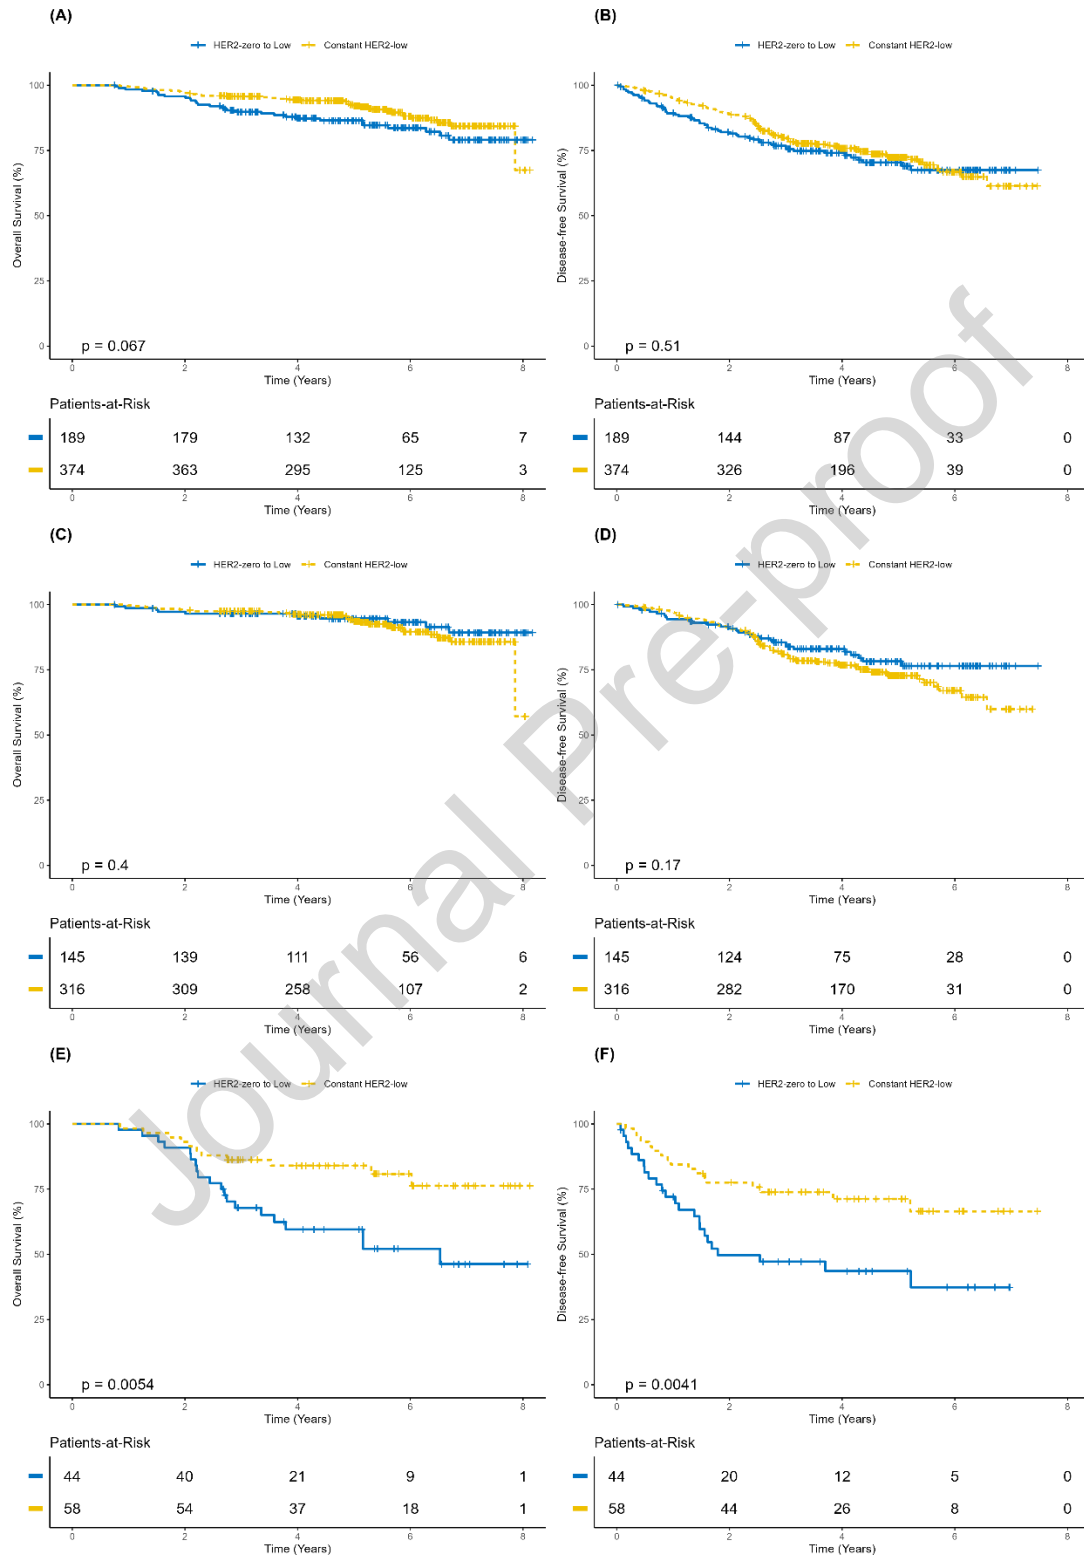 (A)
HER2-zero to Low Constant HER2-low
100
75
50
25
0
Overall Survival (%)
p = 0.067
0 2 4 6 8
Time (Years)
Patients-at-Risk
189 179 132 65 7
374 363 295 125 3
0 2 4 6 8
Time (Years)
(B)
HER2-zero to Low Constant HER2-low
100
75
50
25
0
Disease-free Survival (%)
p = 0.51
0 2 4 6 8
Time (Years)
Patients-at-Risk
189 144 87 33 0
374 326 196 39 0
0 2 4 6 8
Time (Years)
(C)
HER2-zero to Low Constant HER2-low
100
75
50
25
0
Overall Survival (%)
p = 0.4
0 2 4 6 8
Time (Years)
Patients-at-Risk
145 139 111 56 6
316 309 258 107 2
0 2 4 6 8
Time (Years)
(D)
HER2-zero to Low Constant HER2-low
100
75
50
25
0
Disease-free Survival (%)
p = 0.17
0 2 4 6 8
Time (Years)
Patients-at-Risk
145 124 75 28 0
316 282 170 31 0
0 2 4 6 8
Time (Years)
(E)
HER2-zero to Low Constant HER2-low
100
75
50
25
0
Overall Survival (%)
p = 0.0054
0 2 4 6 8
Time (Years)
Patients-at-Risk
44 40 21 9 1
58 54 37 18 1
0 2 4 6 8
Time (Years)
(F)
HER2-zero to Low Constant HER2-low
100
75
50
25
0
Disease-free Survival (%)
p = 0.0041
0 2 4 6 8
Time (Years)
Patients-at-Risk
44 20 12 5 0
58 44 26 8 0
0 2 4 6 8
Time (Years)
Journal Pre-proof